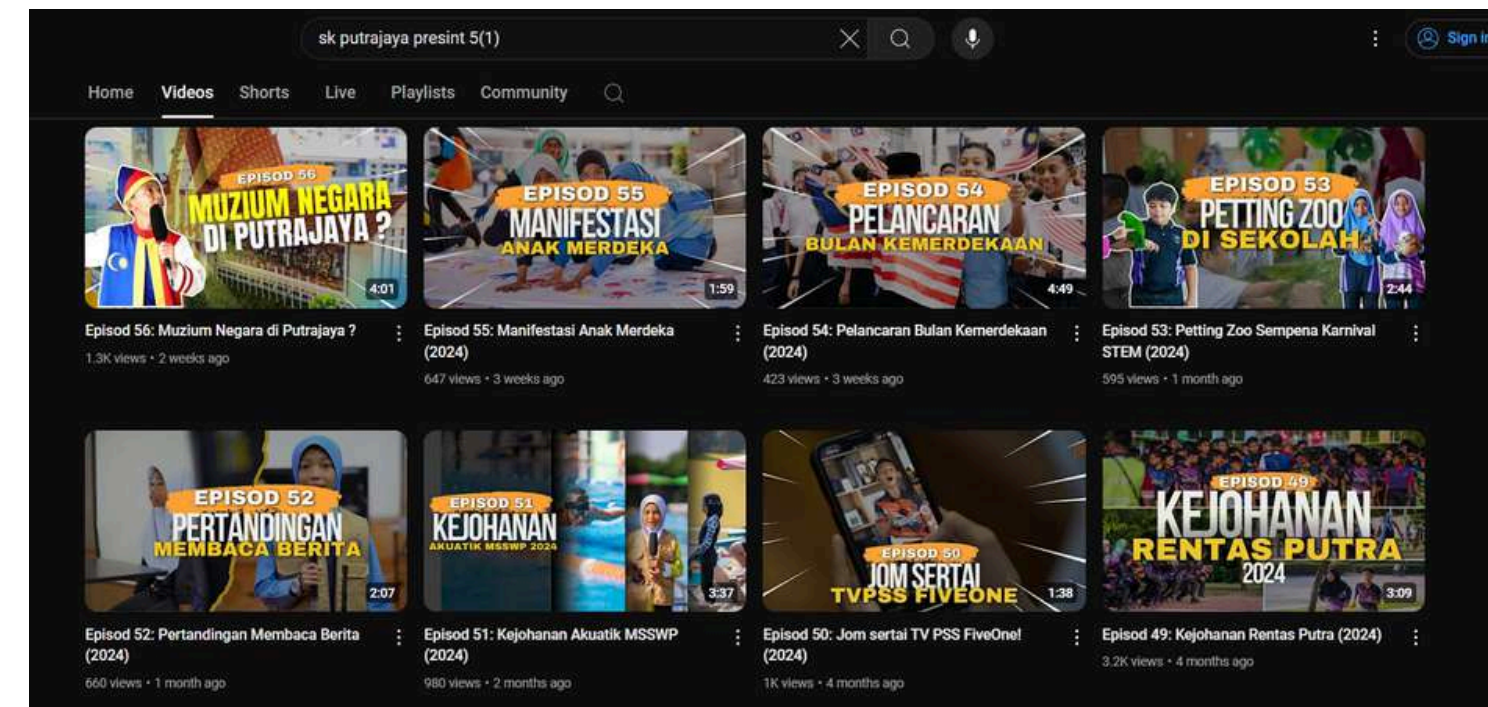 sk putrajaya presint 5(1)
Sign in
Home Videos Shorts Live Playlists Community
EPISOD 56
MUZIUM NEGARA
DI PUTRAJAYA ?
4:01
EPISOD 55
MANIFESTASI
ANAK MERDEKA
1:59
EPISOD 54
PELANCARAN
BULAN KEMERDEKAAN
4:49
EPISOD 53
PETTING ZOO
DI SEKOLAH
2:44
Episod 56: Muzium Negara di Putrajaya ?
1.3K views • 2 weeks ago
Episod 55: Manifestasi Anak Merdeka
(2024)
647 views • 3 weeks ago
Episod 54: Pelancaran Bulan Kemerdekaan
(2024)
423 views • 3 weeks ago
Episod 53: Petting Zoo Sempena Karnival
STEM (2024)
595 views • 1 month ago
EPISOD 52
PERTANDINGAN
MEMBACA BERITA
2:07
EPISOD 51
KEJOHANAN
AKUATIK MSSWP 2024
3:37
EPISOD 50
JOM SERTAI
TVPSS FIVEONE
1:38
EPISOD 49
KEJOHANAN
RENTAS PUTRA
2024
3:09
Episod 52: Pertandingan Membaca Berita
(2024)
660 views • 1 month ago
Episod 51: Kejohanan Akuatik MSSWP
(2024)
980 views • 2 months ago
Episod 50: Jom sertai TV PSS FiveOne!
(2024)
1K views • 4 months ago
Episod 49: Kejohanan Rentas Putra (2024)
3.2K views • 4 months ago